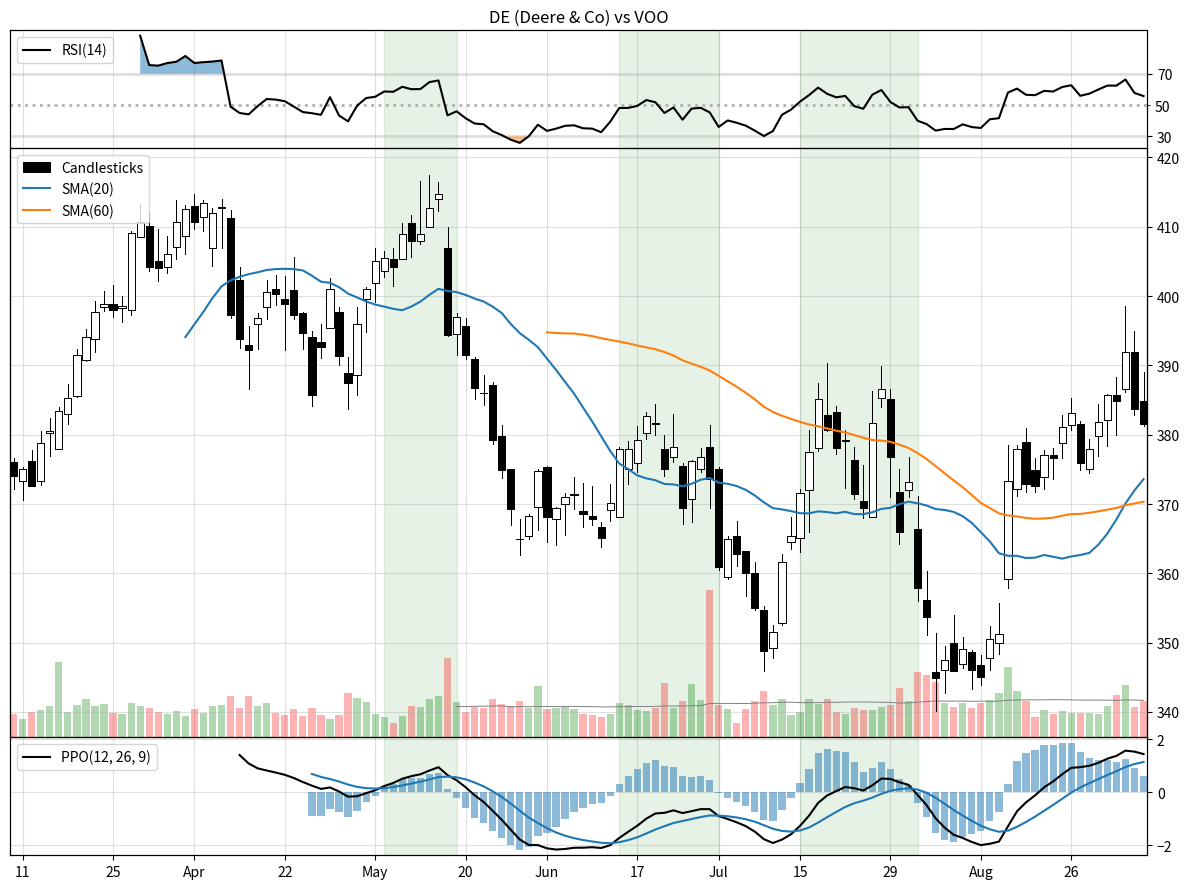 DE (Deere & Co) vs VOO
RSI(14)
70
50
30
Candlesticks
SMA(20)
SMA(60)
420
410
400
390
380
370
360
350
340
PPO(12, 26, 9)
2
0
−2
11 25 Apr 22 May 20 Jun 17 Jul 15 29 Aug 26